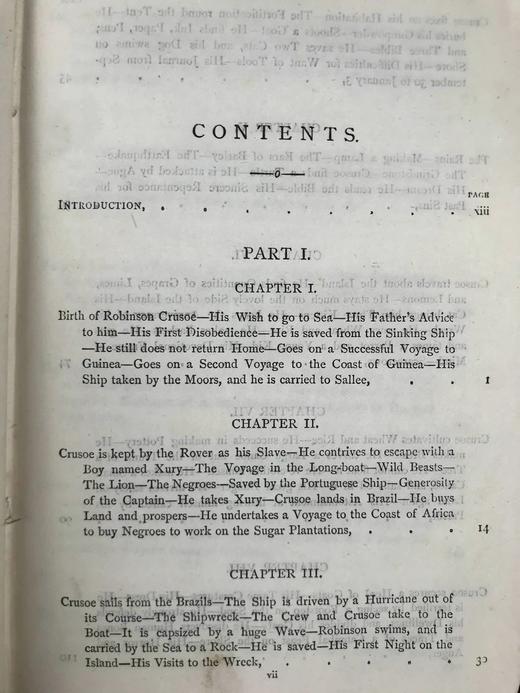 CONTENTS.
PAGE
INTRODUCTION, . . . . . . . . . xiii
PART I.
CHAPTER I.
Birth of Robinson Crusoe—His Wish to go to Sea—His Father's Advice
to him—His First Disobedience—He is saved from the Sinking Ship
—He still does not return Home—Goes on a Successful Voyage to
Guinea—Goes on a Second Voyage to the Coast of Guinea—His
Ship taken by the Moors, and he is carried to Sallee, . . 1
CHAPTER II.
Crusoe is kept by the Rover as his Slave—He contrives to escape with a
Boy named Xury—The Voyage in the Long-boat—Wild Beasts—
The Lion—The Negroes—Saved by the Portuguese Ship—Generosity
of the Captain—He takes Xury—Crusoe lands in Brazil—He buys
Land and prospers—He undertakes a Voyage to the Coast of Africa
to buy Negroes to work on the Sugar Plantations, . . . 14
CHAPTER III.
Crusoe sails from the Brazils—The Ship is driven by a Hurricane out of
its Course—The Shipwreck—The Crew and Crusoe take to the
Boat—It is capsized by a huge Wave—Robinson swims, and is
carried by the Sea to a Rock—He is saved—His First Night on the
Island—His Visits to the Wreck, . . . . . 30
vii